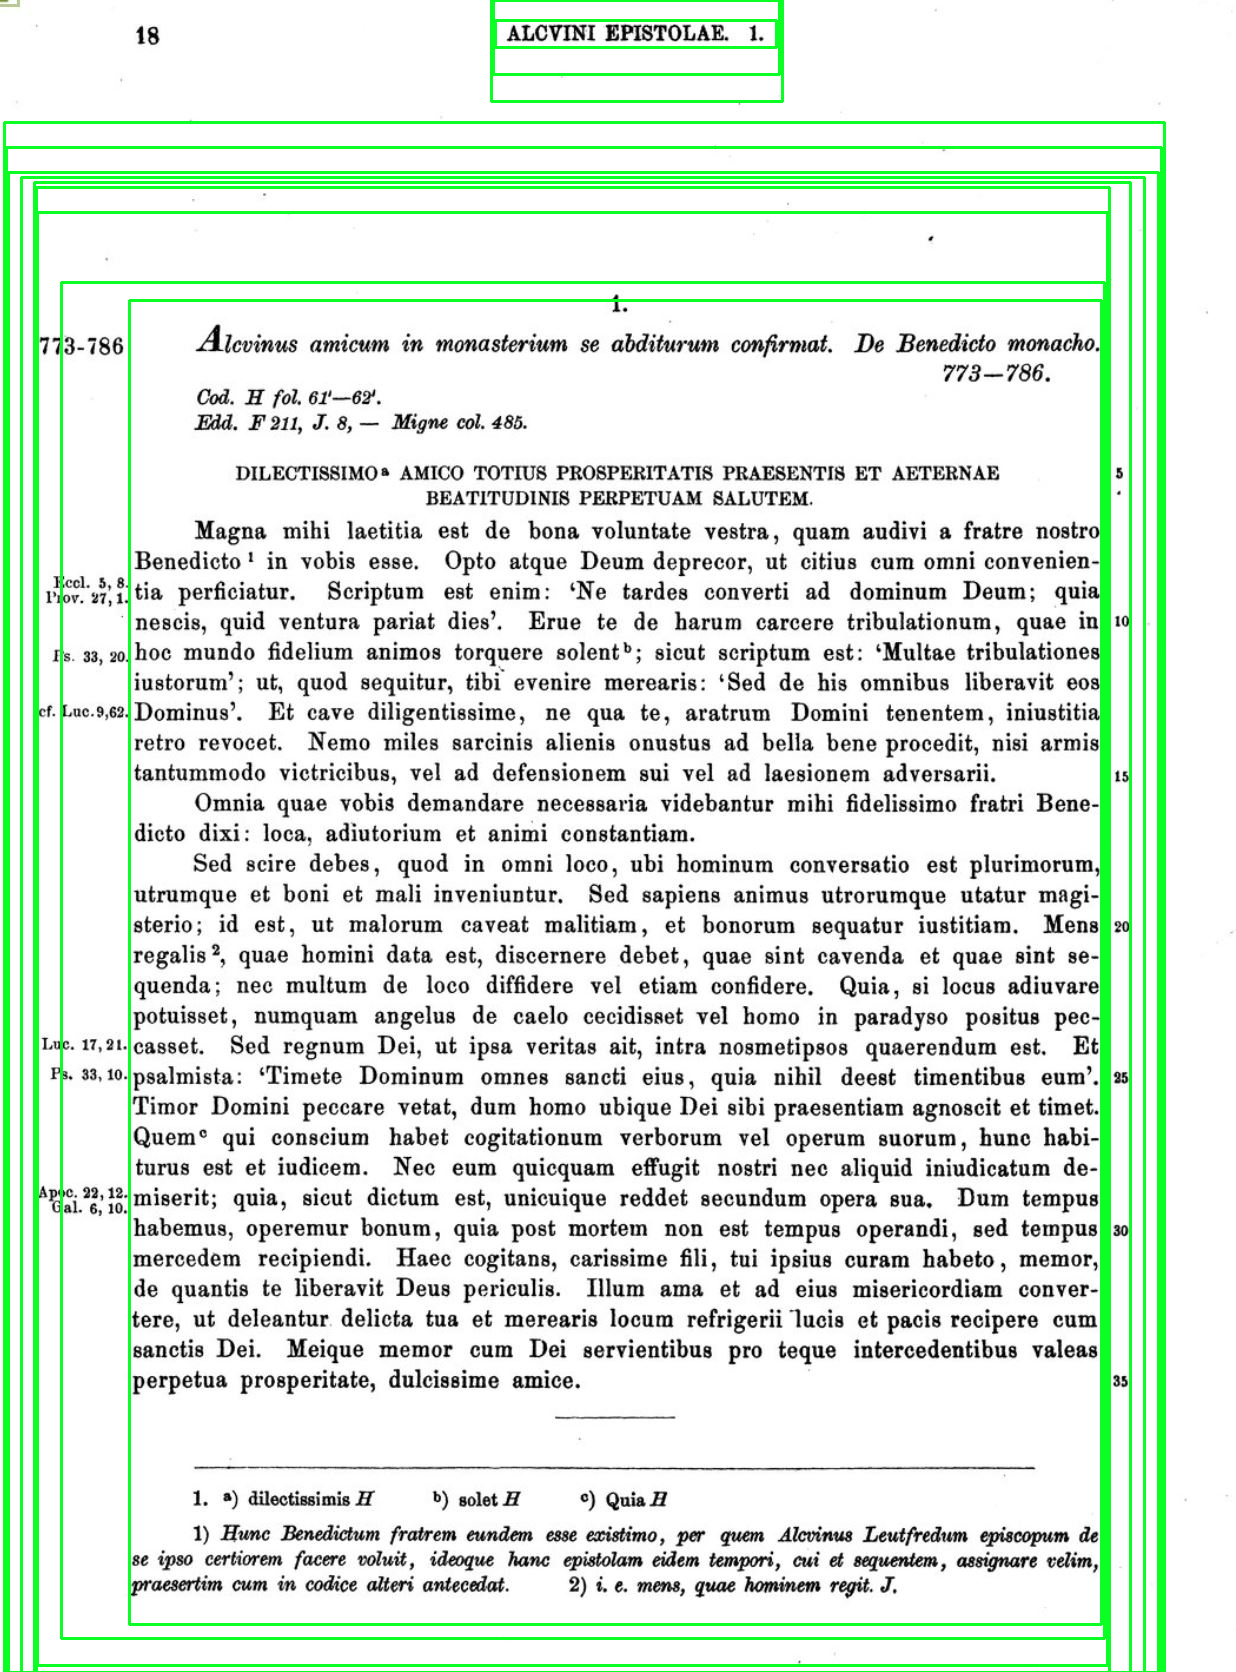 18
ALCVINI EPISTOLAE. 1.
1.
773-786
Alcvinus amicum in monasterium se abditurum confirmat. De Benedicto monacho.
773—786.
Cod. H fol. 61'—62'.
Edd. F 211, J. 8, — Migne col. 485.
DILECTISSIMO a AMICO TOTIUS PROSPERITATIS PRAESENTIS ET AETERNAE 5
BEATITUDINIS PERPETUAM SALUTEM.
Magna mihi laetitia est de bona voluntate vestra, quam audivi a fratre nostro
Benedicto 1 in vobis esse. Opto atque Deum deprecor, ut citius cum omni convenien-
Eccl. 5, 8.
Prov. 27, 1. tia perficiatur. Scriptum est enim: ‘Ne tardes converti ad dominum Deum; quia
nescis, quid ventura pariat dies’. Erue te de harum carcere tribulationum, quae in 10
Ps. 33, 20. hoc mundo fidelium animos torquere solent b; sicut scriptum est: ‘Multae tribulationes
iustorum’; ut, quod sequitur, tibi evenire merearis: ‘Sed de his omnibus liberavit eos
cf. Luc. 9, 62. Dominus’. Et cave diligentissime, ne qua te, aratrum Domini tenentem, iniustitia
retro revocet. Nemo miles sarcinis alienis onustus ad bella bene procedit, nisi armis
tantummodo victricibus, vel ad defensionem sui vel ad laesionem adversarii. 15
Omnia quae vobis demandare necessaria videbantur mihi fidelissimo fratri Bene-
dicto dixi: loca, adiutorium et animi constantiam.
Sed scire debes, quod in omni loco, ubi hominum conversatio est plurimorum,
utrumque et boni et mali inveniuntur. Sed sapiens animus utrorumque utatur magi-
sterio; id est, ut malorum caveat malitiam, et bonorum sequatur iustitiam. Mens 20
regalis 2, quae homini data est, discernere debet, quae sint cavenda et quae sint se-
quenda; nec multum de loco diffidere vel etiam confidere. Quia, si locus adiuvare
potuisset, numquam angelus de caelo cecidisset vel homo in paradyso positus pec-
Luc. 17, 21. casset. Sed regnum Dei, ut ipsa veritas ait, intra nosmetipsos quaerendum est. Et
Ps. 33, 10. psalmista: ‘Timete Dominum omnes sancti eius, quia nihil deest timentibus eum’. 25
Timor Domini peccare vetat, dum homo ubique Dei sibi praesentiam agnoscit et timet.
Quem c qui conscium habet cogitationum verborum vel operum suorum, hunc habi-
turus est et iudicem. Nec eum quicquam effugit nostri nec aliquid iniudicatum de-
Apoc. 22, 12.
Gal. 6, 10. miserit; quia, sicut dictum est, unicuique reddet secundum opera sua. Dum tempus
habemus, operemur bonum, quia post mortem non est tempus operandi, sed tempus 30
mercedem recipiendi. Haec cogitans, carissime fili, tui ipsius curam habeto, memor,
de quantis te liberavit Deus periculis. Illum ama et ad eius misericordiam conver-
tere, ut deleantur delicta tua et merearis locum refrigerii lucis et pacis recipere cum
sanctis Dei. Meique memor cum Dei servientibus pro teque intercedentibus valeas
perpetua prosperitate, dulcissime amice. 35
1. a) dilectissimis H b) solet H c) Quia H
1) Hunc Benedictum fratrem eundem esse existimo, per quem Alcvinus Leutfredum episcopum de
se ipso certiorem facere voluit, ideoque hanc epistolam eidem tempori, cui et sequentem, assignare velim,
praesertim cum in codice alteri antecedat. 2) i. e. mens, quae hominem regit. J.